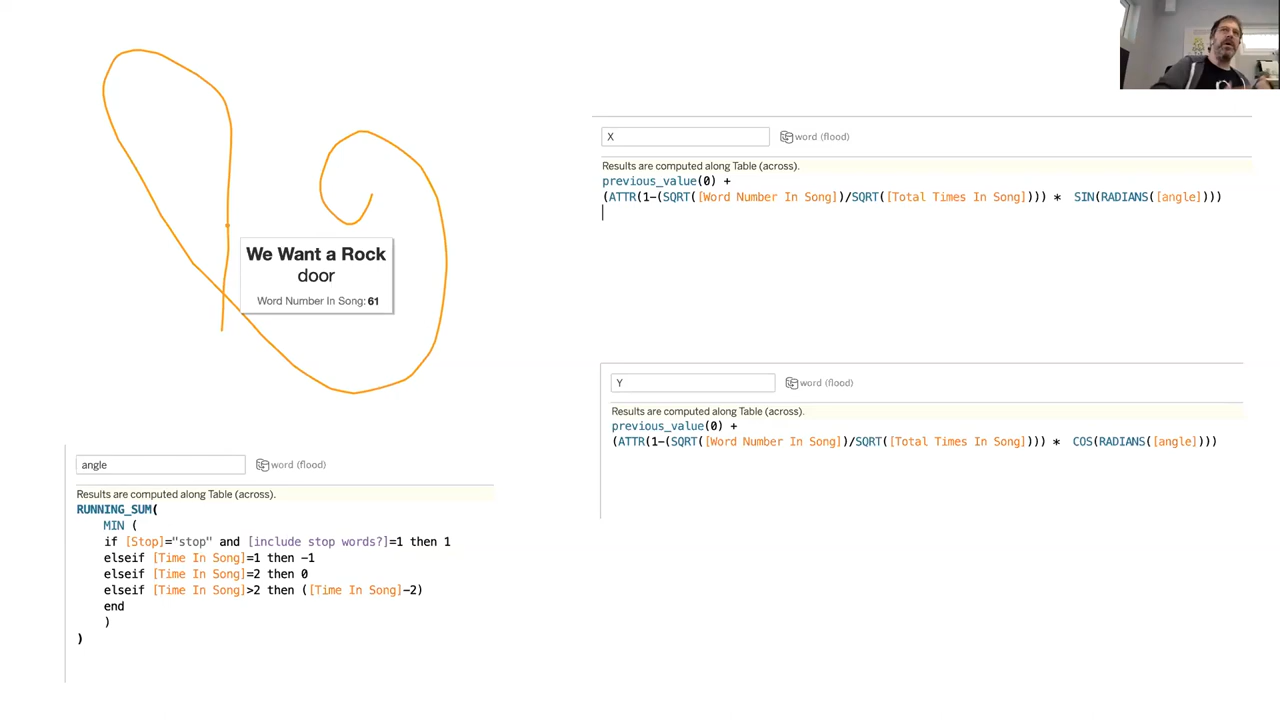 We Want a Rock
door
Word Number In Song: 61
X
word (flood)
Results are computed along Table (across).
previous_value(0) +
(ATTR(1-(SQRT([Word Number In Song])/SQRT([Total Times In Song]))) * SIN(RADIANS([angle])))
Y
word (flood)
Results are computed along Table (across).
previous_value(0) +
(ATTR(1-(SQRT([Word Number In Song])/SQRT([Total Times In Song]))) * COS(RADIANS([angle])))
angle
word (flood)
Results are computed along Table (across).
RUNNING_SUM(
MIN (
if [Stop]="stop" and [include stop words?]=1 then 1
elseif [Time In Song]=1 then -1
elseif [Time In Song]=2 then 0
elseif [Time In Song]>2 then ([Time In Song]-2)
end
)
)